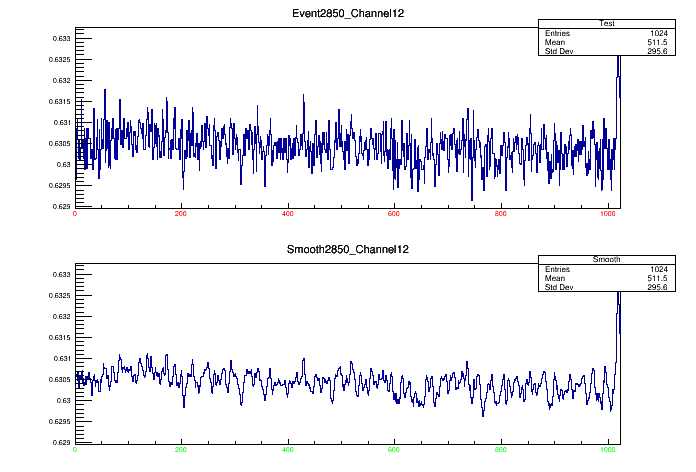 Event2850_Channel12
Test
Entries 1024
Mean 511.5
Std Dev 295.6
0.633
0.6325
0.632
0.6315
0.631
0.6305
0.63
0.6295
0.629
0 200 400 600 800 1000
Smooth2850_Channel12
Smooth
Entries 1024
Mean 511.5
Std Dev 295.6
0.633
0.6325
0.632
0.6315
0.631
0.6305
0.63
0.6295
0.629
0 200 400 600 800 1000